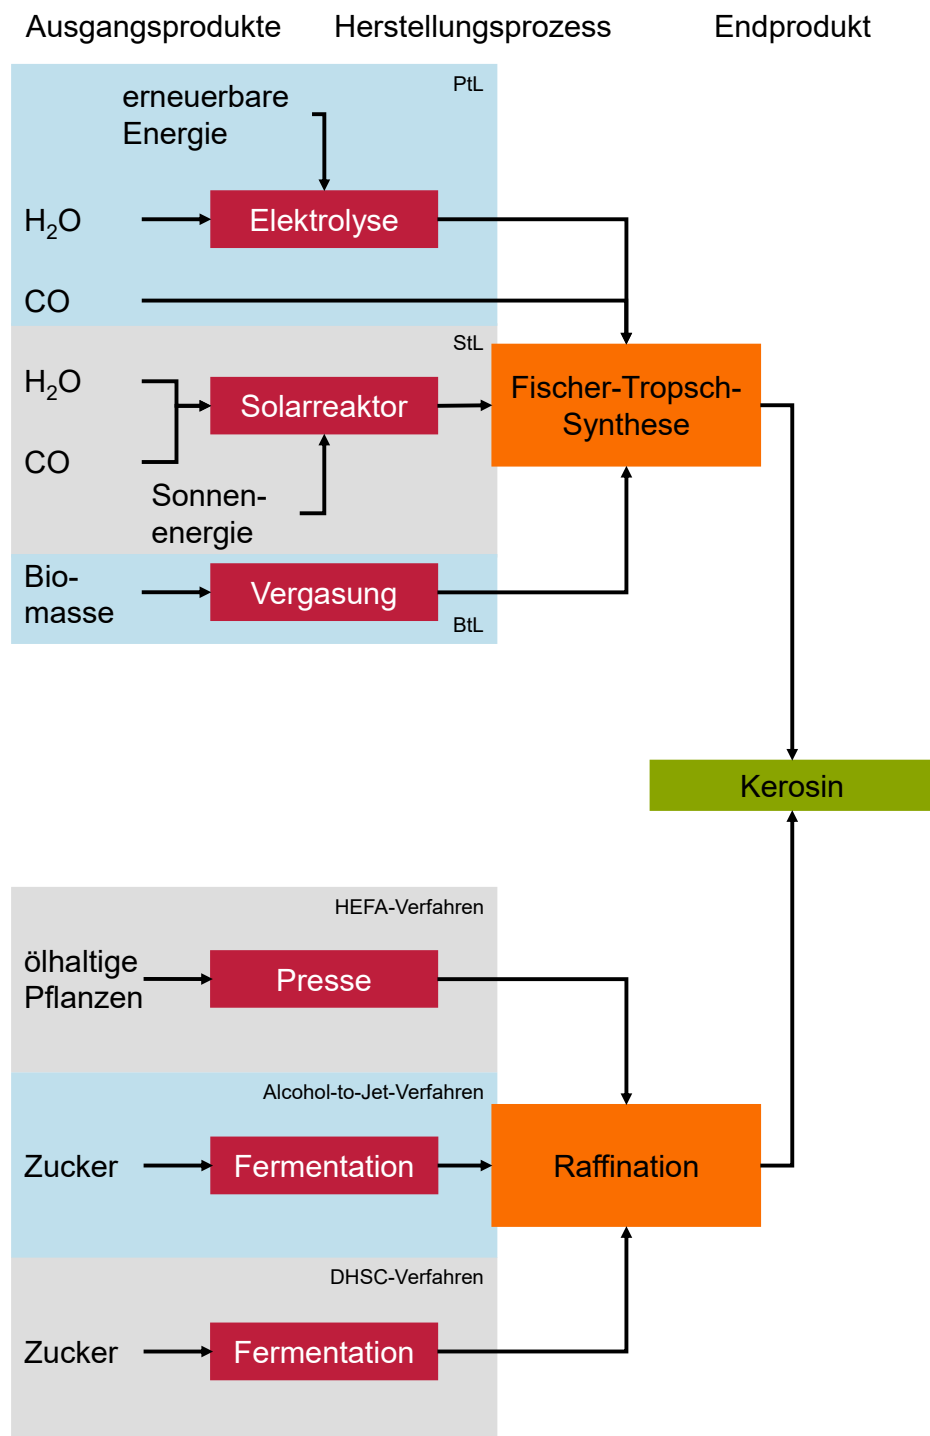 Ausgangsprodukte
Herstellungsprozess
Endprodukt
PtL
erneuerbare
Energie
H₂O
Elektrolyse
CO
StL
H₂O
Solarreaktor
CO
Sonnen-
energie
Fischer-Tropsch-
Synthese
Bio-
masse
Vergasung
BtL
Kerosin
HEFA-Verfahren
ölhaltige
Pflanzen
Presse
Alcohol-to-Jet-Verfahren
Zucker
Fermentation
Raffination
DHSC-Verfahren
Zucker
Fermentation